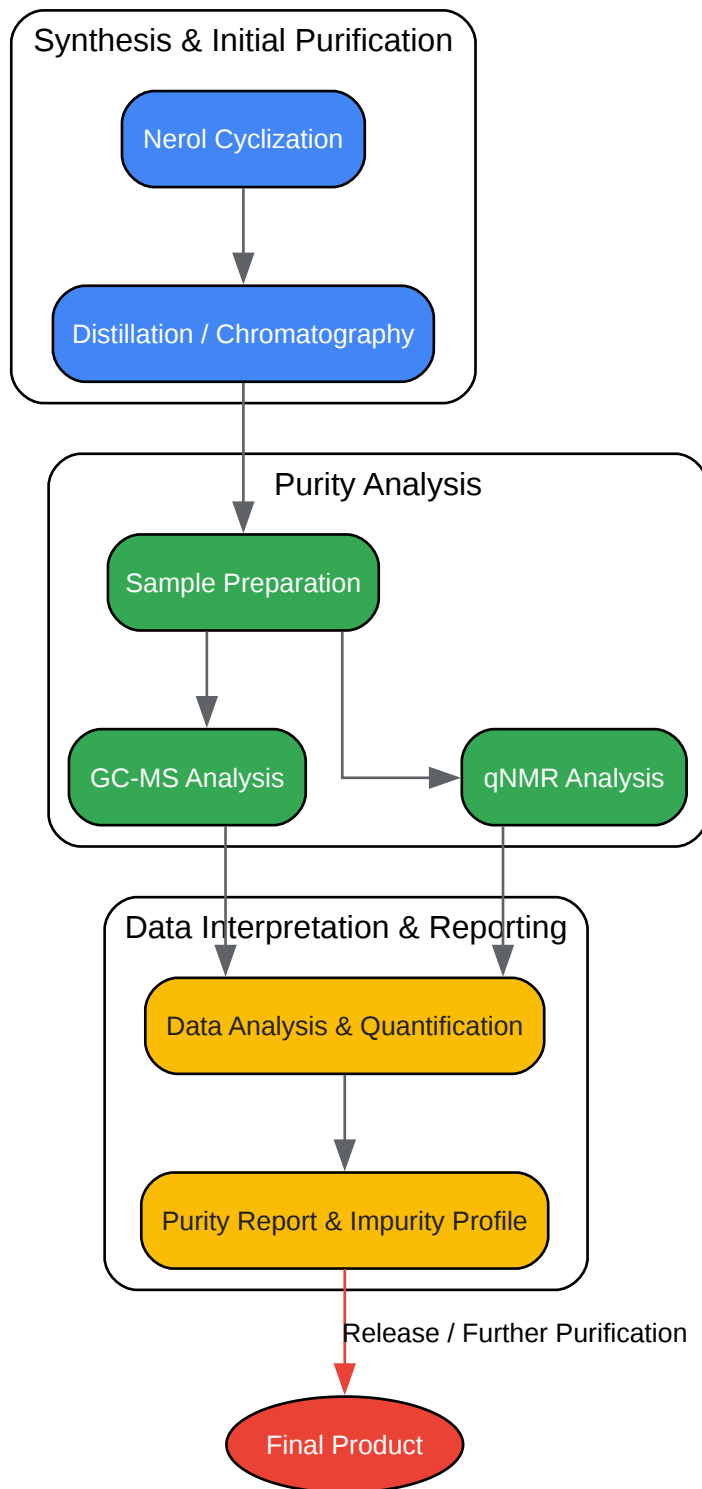 Synthesis & Initial Purification
Nerol Cyclization
Distillation / Chromatography
Purity Analysis
Sample Preparation
GC-MS Analysis
qNMR Analysis
Data Interpretation & Reporting
Data Analysis & Quantification
Purity Report & Impurity Profile
Release / Further Purification
Final Product